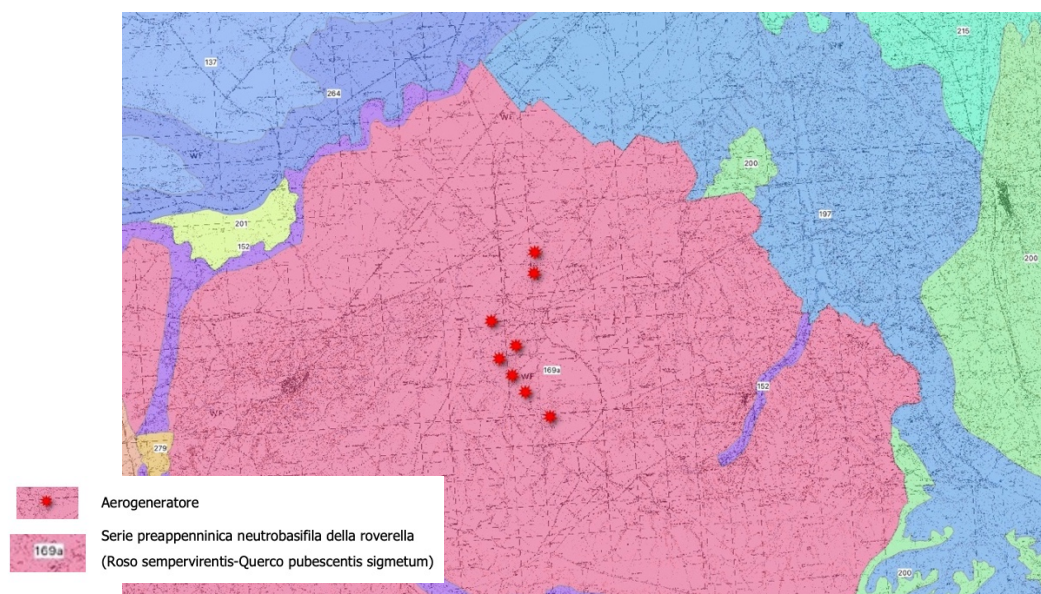 215
137
264
WF
WF
200
197
201
152
200
169a
WF
152
WF
279
Aerogeneratore
Serie preappenninica neutrobasifila della roverella
169a
(Roso sempervirentis-Querco pubescentis sigmetum)
200